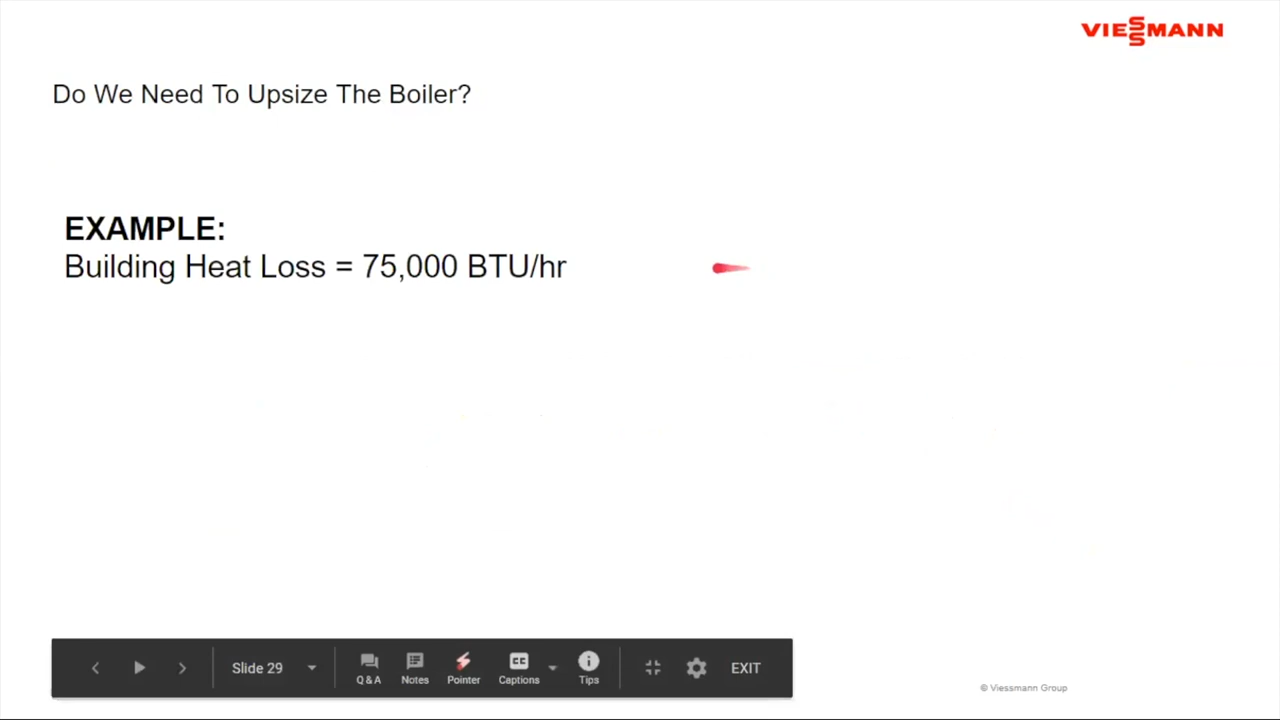 VIESSMANN
Do We Need To Upsize The Boiler?
EXAMPLE:
Building Heat Loss = 75,000 BTU/hr
Slide 29
Q & A
Notes
Pointer
CC
Captions
Tips
EXIT
© Viessmann Group